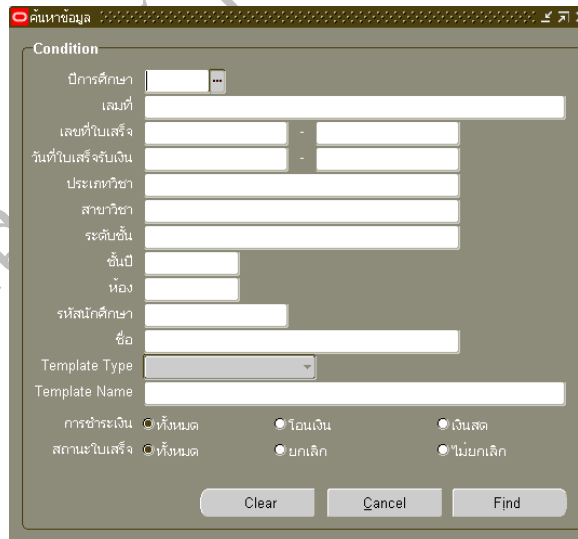 ค้นหาข้อมูล
Condition
ปีการศึกษา
...
เลมที่
เลขที่ใบเสร็จ -
วันที่ใบเสร็จรับเงิน -
ประเภทวิชา
สาขาวิชา
ระดับชั้น
ชั้นปี
ห้อง
รหัสนักศึกษา
ชื่อ
Template Type
Template Name
การชำระเงิน ทั้งหมด โอนเงิน เงินสด
สถานะใบเสร็จ ทั้งหมด ยกเลิก ไม่ยกเลิก
Clear Cancel Find